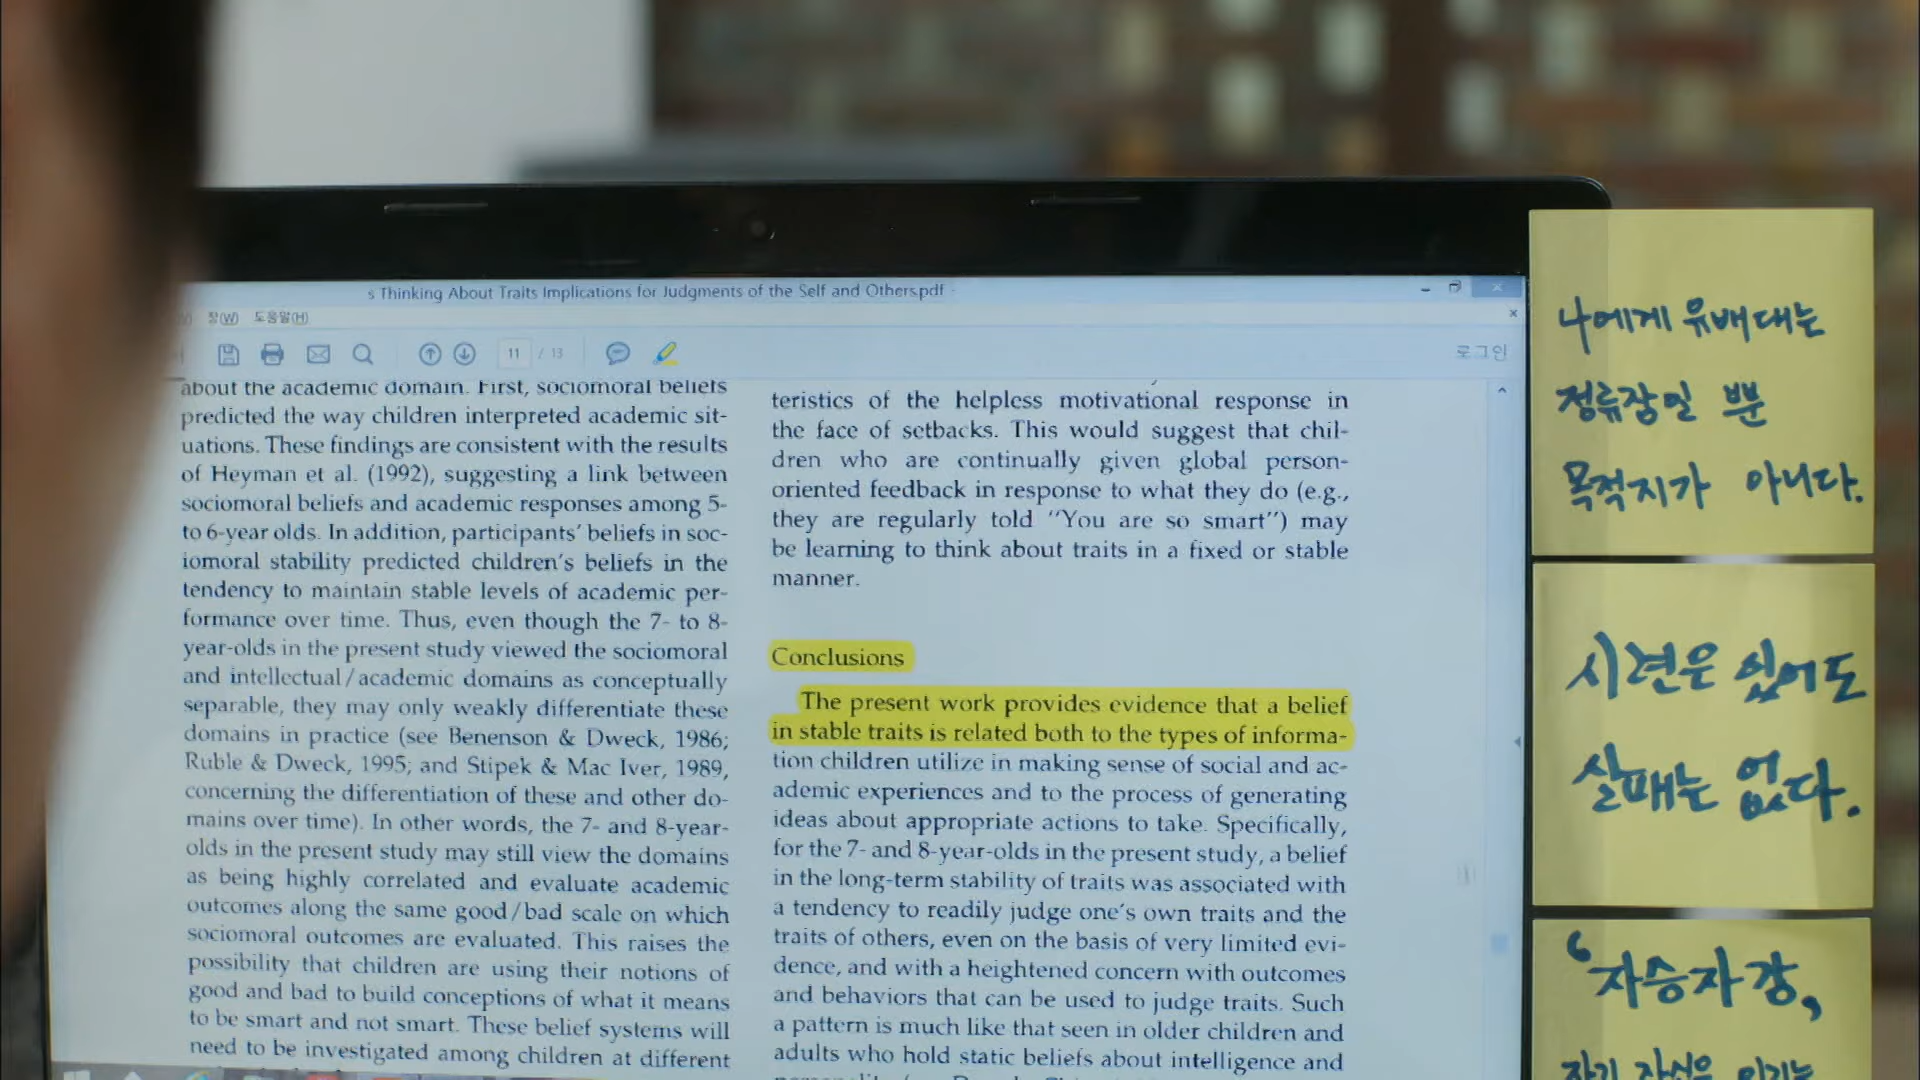 s Thinking About Traits Implications for Judgments of the Self and Others.pdf
창(W) 도움말(H)
11 / 13
로그인
about the academic domain. First, sociomoral beliefs
predicted the way children interpreted academic sit-
uations. These findings are consistent with the results
of Heyman et al. (1992), suggesting a link between
sociomoral beliefs and academic responses among 5-
to 6-year olds. In addition, participants' beliefs in soc-
iomoral stability predicted children's beliefs in the
tendency to maintain stable levels of academic per-
formance over time. Thus, even though the 7- to 8-
year-olds in the present study viewed the sociomoral
and intellectual/academic domains as conceptually
separable, they may only weakly differentiate these
domains in practice (see Benenson & Dweck, 1986;
Ruble & Dweck, 1995; and Stipek & Mac Iver, 1989,
concerning the differentiation of these and other do-
mains over time). In other words, the 7- and 8-year-
olds in the present study may still view the domains
as being highly correlated and evaluate academic
outcomes along the same good/bad scale on which
sociomoral outcomes are evaluated. This raises the
possibility that children are using their notions of
good and bad to build conceptions of what it means
to be smart and not smart. These belief systems will
need to be investigated among children at different
teristics of the helpless motivational response in
the face of setbacks. This would suggest that chil-
dren who are continually given global person-
oriented feedback in response to what they do (e.g.,
they are regularly told "You are so smart") may
be learning to think about traits in a fixed or stable
manner.
Conclusions
The present work provides evidence that a belief
in stable traits is related both to the types of informa-
tion children utilize in making sense of social and ac-
ademic experiences and to the process of generating
ideas about appropriate actions to take. Specifically,
for the 7- and 8-year-olds in the present study, a belief
in the long-term stability of traits was associated with
a tendency to readily judge one's own traits and the
traits of others, even on the basis of very limited evi-
dence, and with a heightened concern with outcomes
and behaviors that can be used to judge traits. Such
a pattern is much like that seen in older children and
adults who hold static beliefs about intelligence and
나에게 유배대는
정류장일 뿐
목적지가 아니다.
시련은 있어도
실패는 없다.
'자승자강,
자기 자신을 이기는